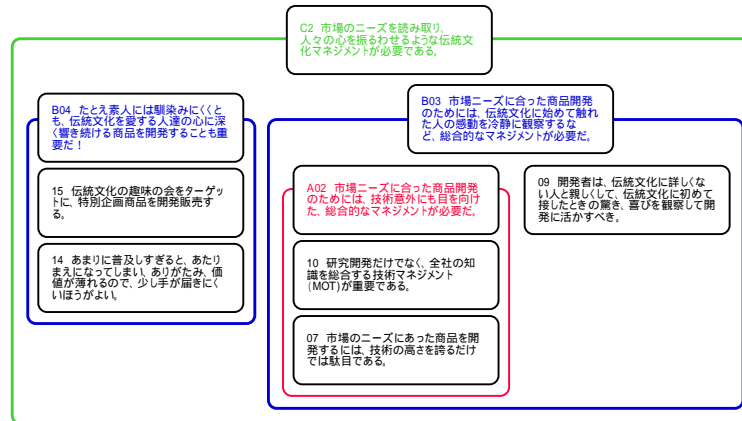 C2 市場のニーズを読み取り、
人々の心を振るわせるような伝統文
化マネジメントが必要である。
B04 たとえ素人には馴染みにくくと
も、伝統文化を愛する人達の心に深
く響き続ける商品を開発することも重
要だ！
15 伝統文化の趣味の会をターゲッ
トに、特別企画商品を開発販売す
る。
14 あまりに普及しすぎると、あたり
まえになってしまい、ありがたみ、価
値が薄れるので、少し手が届きにく
いほうがよい。
B03 市場ニーズに合った商品開発
のためには、伝統文化に始めて触れ
た人の感動を冷静に観察するな
ど、総合的なマネジメントが必要だ。
A02 市場ニーズに合った商品開発
のためには、技術意外にも目を向け
た、総合的なマネジメントが必要だ。
10 研究開発だけでなく、全社の知
識を総合する技術マネジメント
(MOT)が重要である。
07 市場のニーズにあった商品を開
発するには、技術の高さを誇るだけ
では駄目である。
09 開発者は、伝統文化に詳しくな
い人と親しくして、伝統文化に初めて
接したときの驚き、喜びを観察して開
発に活かすべき。